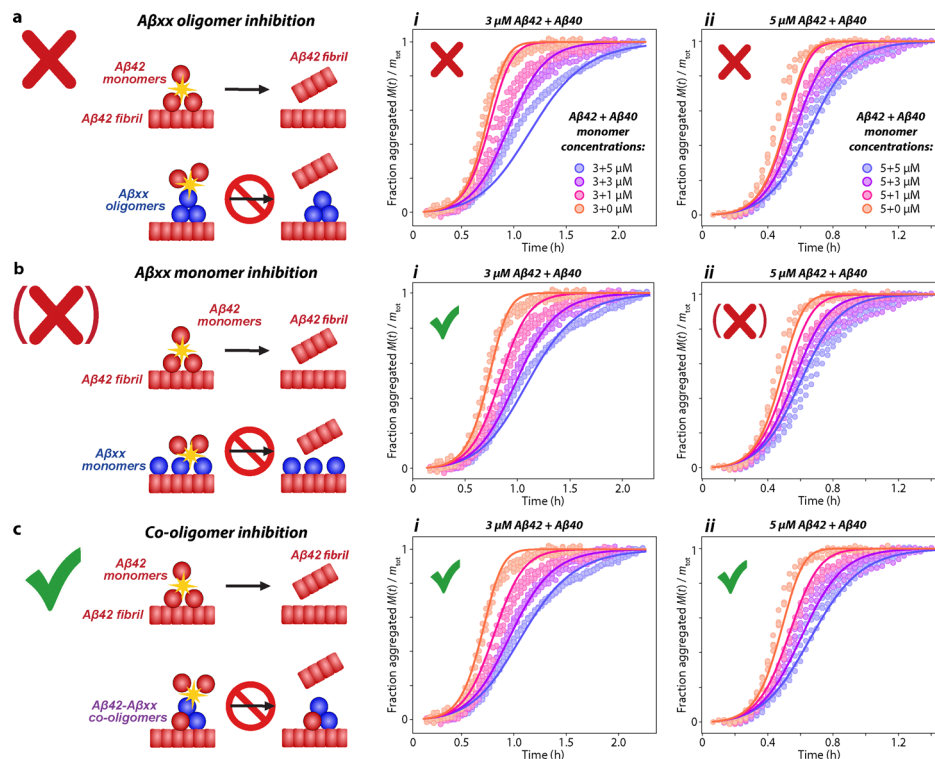 a
Aβxx oligomer inhibition
Aβ42
monomers
Aβ42 fibril
Aβ42 fibril
Aβxx
oligomers
i
3 μM Aβ42 + Aβ40
Fraction aggregated M(t) / mtot
1
0
0
0.5
1.0
1.5
2.0
Time (h)
Aβ42 + Aβ40
monomer
concentrations:
3+5 μM
3+3 μM
3+1 μM
3+0 μM
ii
5 μM Aβ42 + Aβ40
Fraction aggregated M(t) / mtot
1
0
0
0.4
0.8
1.2
Time (h)
Aβ42 + Aβ40
monomer
concentrations:
5+5 μM
5+3 μM
5+1 μM
5+0 μM
b
Aβxx monomer inhibition
Aβ42
monomers
Aβ42 fibril
Aβ42 fibril
Aβxx
monomers
i
3 μM Aβ42 + Aβ40
Fraction aggregated M(t) / mtot
1
0
0
0.5
1.0
1.5
2.0
Time (h)
ii
5 μM Aβ42 + Aβ40
Fraction aggregated M(t) / mtot
1
0
0
0.4
0.8
1.2
Time (h)
c
Co-oligomer inhibition
Aβ42
monomers
Aβ42 fibril
Aβ42 fibril
Aβ42-Aβxx
co-oligomers
i
3 μM Aβ42 + Aβ40
Fraction aggregated M(t) / mtot
1
0
0
0.5
1.0
1.5
2.0
Time (h)
ii
5 μM Aβ42 + Aβ40
Fraction aggregated M(t) / mtot
1
0
0
0.4
0.8
1.2
Time (h)